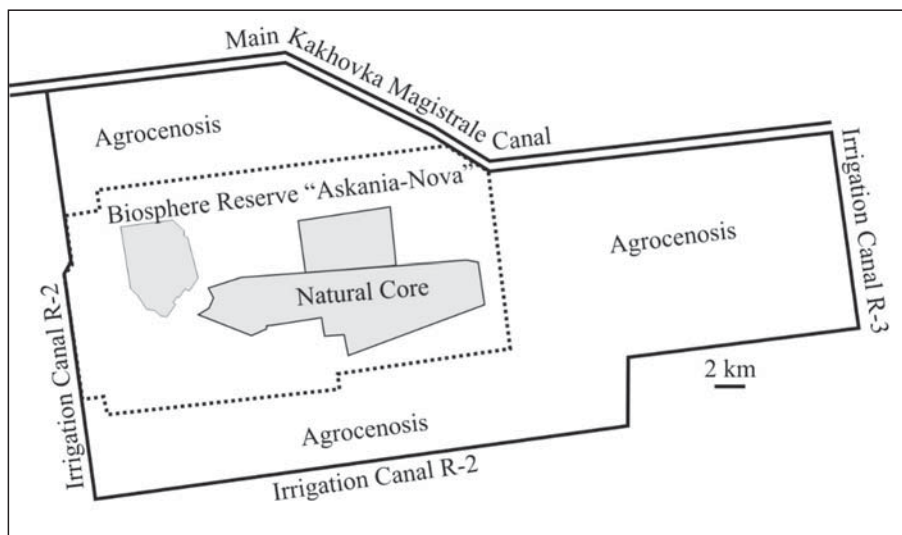 Main Kakhovka Magistrale Canal
Agrocenosis
Biosphere Reserve “Askania-Nova”
Irrigation Canal R-3
Agrocenosis
Natural Core
Irrigation Canal R-2
2 km
Agrocenosis
Irrigation Canal R-2